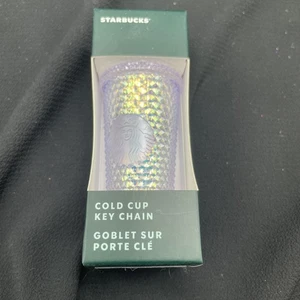 STARBUCKS®
COLD CUP
KEY CHAIN
GOBLET SUR
PORTE CLÉ